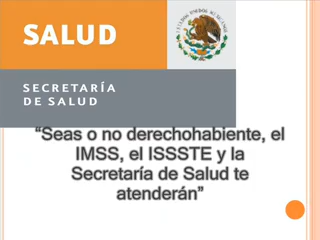 SALUD
SECRETARÍA
DE SALUD
“Seas o no derechohabiente, el
IMSS, el ISSSTE y la
Secretaría de Salud te
atenderán”